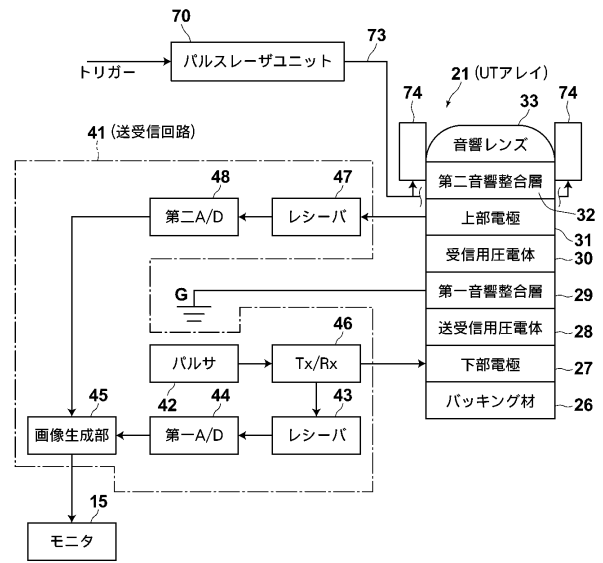 70
パルスレーザユニット
トリガー
73
21 (UTアレイ)
74
33
74
音響レンズ
41 (送受信回路)
48
47
第二音響整合層
32
第二A/D
レシーバ
上部電極
31
受信用圧電体
30
G
第一音響整合層
29
46
送受信用圧電体
28
パルサ
Tx/Rx
下部電極
27
42
44
43
45
バッキング材
26
画像生成部
第一A/D
レシーバ
15
モニタ